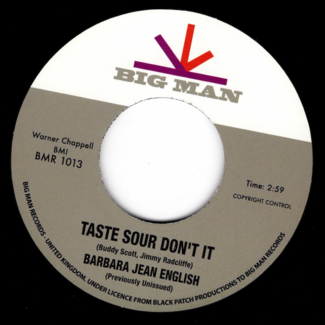 BIG MAN
Warner Chappell
BMI
BMR 1013
Time: 2:59
COPYRIGHT CONTROL
TASTE SOUR DON'T IT
(Buddy Scott, Jimmy Radcliffe)
BARBARA JEAN ENGLISH
(Previously Unissued)
BIG MAN RECORDS - UNITED KINGDOM. UNDER LICENCE FROM BLACK PATCH PRODUCTIONS TO BIG MAN RECORDS